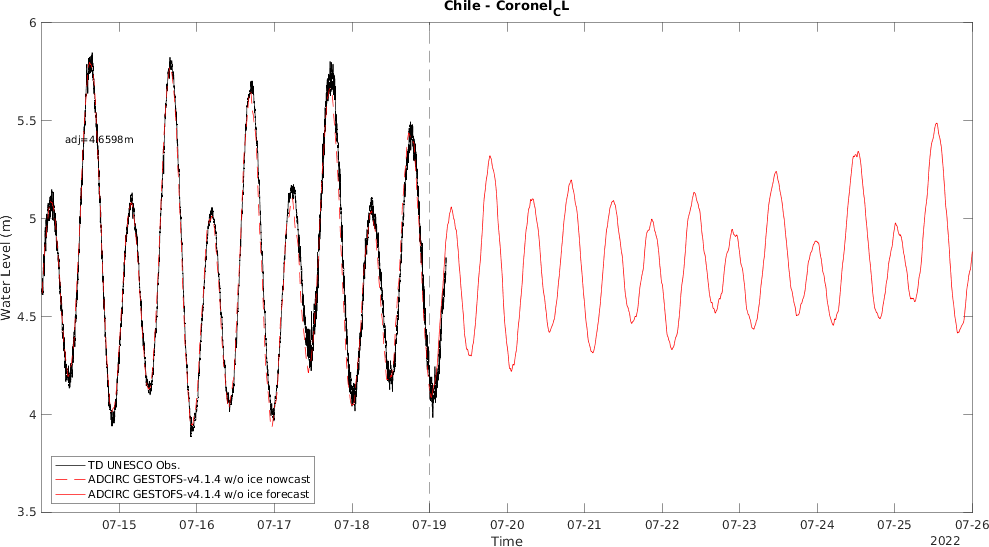 Chile - Coronel_CL
6
5.5
5
4.5
4
3.5
Water Level (m)
adj=4.6598m
TD UNESCO Obs.
ADCIRC GESTOFS-v4.1.4 w/o ice nowcast
ADCIRC GESTOFS-v4.1.4 w/o ice forecast
07-15 07-16 07-17 07-18 07-19 07-20 07-21 07-22 07-23 07-24 07-25 07-26
Time
2022